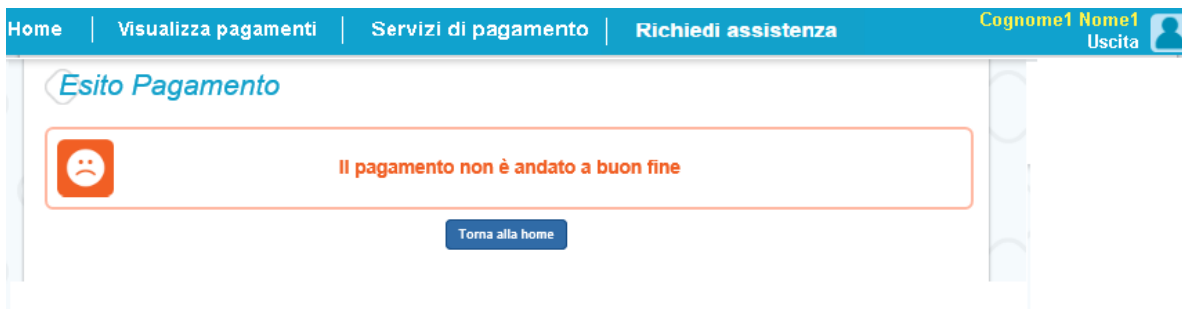 Home Visualizza pagamenti Servizi di pagamento Richiedi assistenza Cognome1 Nome1
Uscita
Esito Pagamento
Il pagamento non è andato a buon fine
Torna alla home